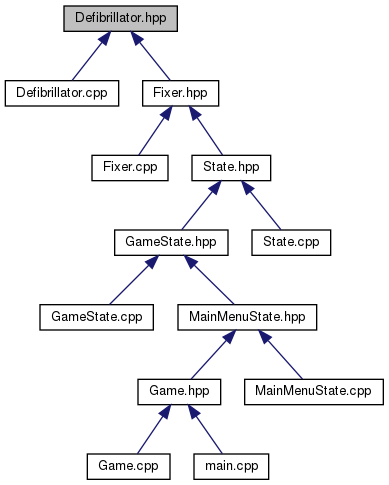 Defibrillator.hpp
Defibrillator.cpp
Fixer.hpp
Fixer.cpp
State.hpp
GameState.hpp
State.cpp
GameState.cpp
MainMenuState.hpp
Game.hpp
MainMenuState.cpp
Game.cpp
main.cpp